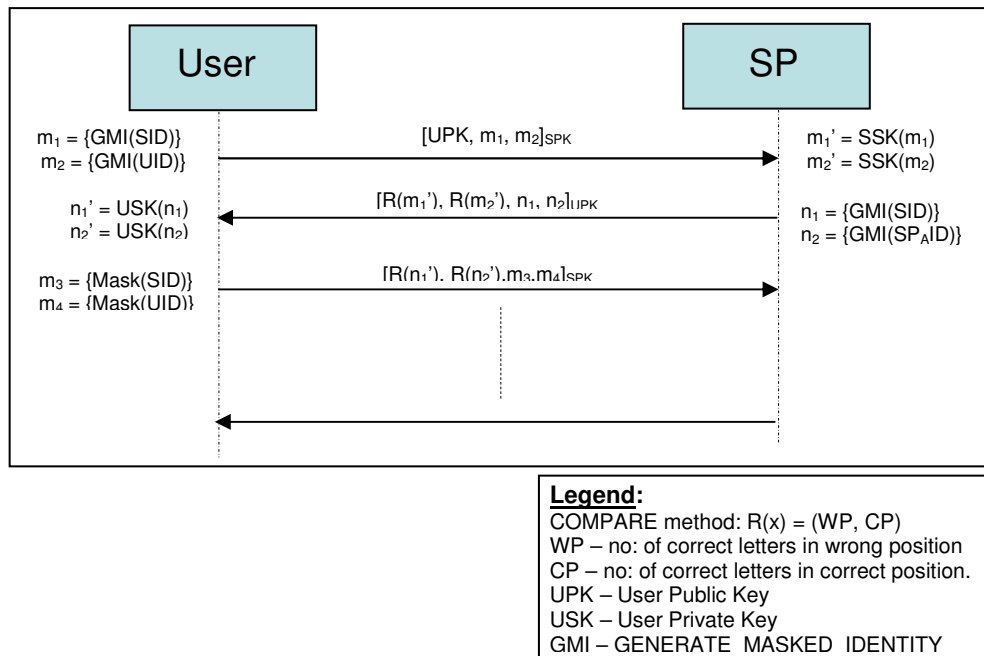 User
SP
m₁ = {GMI(SID)}
m₂ = {GMI(UID)}
[UPK, m₁, m₂]SPK
m₁' = SSK(m₁)
m₂' = SSK(m₂)
n₁' = USK(n₁)
n₂' = USK(n₂)
[R(m₁'), R(m₂'), n₁, n₂]UPK
n₁ = {GMI(SID)}
n₂ = {GMI(SPAID)}
m₃ = {Mask(SID)}
m₄ = {Mask(UID)}
[R(n₁'), R(n₂'),m₃,m₄]SPK
Legend:
COMPARE method: R(x) = (WP, CP)
WP – no: of correct letters in wrong position
CP – no: of correct letters in correct position.
UPK – User Public Key
USK – User Private Key
GMI – GENERATE MASKED IDENTITY